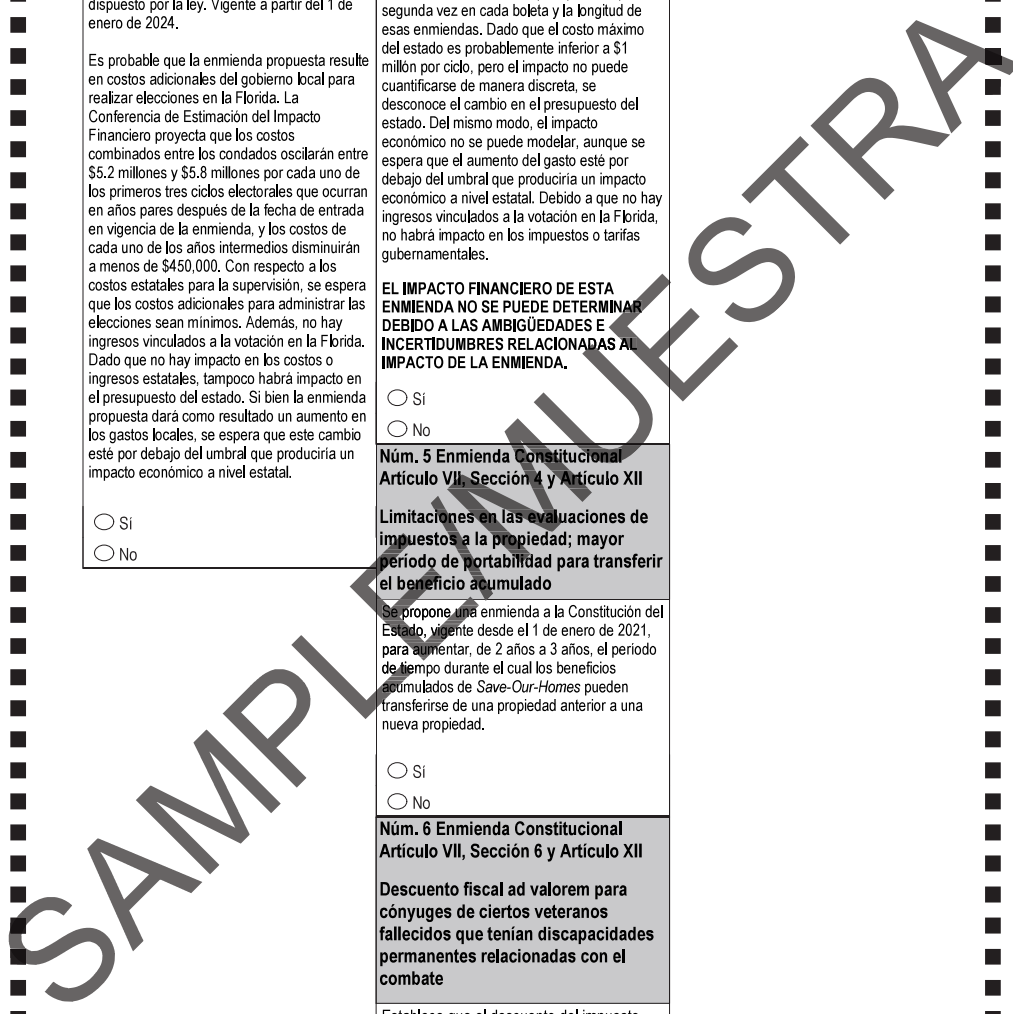 dispuesto por la ley. Vigente a partir del 1 de
enero de 2024.
Es probable que la enmienda propuesta resulte
en costos adicionales del gobierno local para
realizar elecciones en la Florida. La
Conferencia de Estimación del Impacto
Financiero proyecta que los costos
combinados entre los condados oscilarán entre
$5.2 millones y $5.8 millones por cada uno de
los primeros tres ciclos electorales que ocurran
en años pares después de la fecha de entrada
en vigencia de la enmienda, y los costos de
cada uno de los años intermedios disminuirán
a menos de $450,000. Con respecto a los
costos estatales para la supervisión, se espera
que los costos adicionales para administrar las
elecciones sean mínimos. Además, no hay
ingresos vinculados a la votación en la Florida.
Dado que no hay impacto en los costos o
ingresos estatales, tampoco habrá impacto en
el presupuesto del estado. Si bien la enmienda
propuesta dará como resultado un aumento en
los gastos locales, se espera que este cambio
esté por debajo del umbral que produciría un
impacto económico a nivel estatal.
Sí
No
segunda vez en cada boleta y la longitud de
esas enmiendas. Dado que el costo máximo
del estado es probablemente inferior a $1
millón por ciclo, pero el impacto no puede
cuantificarse de manera discreta, se
desconoce el cambio en el presupuesto del
estado. Del mismo modo, el impacto
económico no se puede modelar, aunque se
espera que el aumento del gasto esté por
debajo del umbral que produciría un impacto
económico a nivel estatal. Debido a que no hay
ingresos vinculados a la votación en la Florida,
no habrá impacto en los impuestos o tarifas
gubernamentales.
EL IMPACTO FINANCIERO DE ESTA
ENMIENDA NO SE PUEDE DETERMINAR
DEBIDO A LAS AMBIGÜEDADES E
INCERTIDUMBRES RELACIONADAS AL
IMPACTO DE LA ENMIENDA.
Sí
No
Núm. 5 Enmienda Constitucional
Artículo VII, Sección 4 y Artículo XII
Limitaciones en las evaluaciones de
impuestos a la propiedad; mayor
período de portabilidad para transferir
el beneficio acumulado
Se propone una enmienda a la Constitución del
Estado, vigente desde el 1 de enero de 2021,
para aumentar, de 2 años a 3 años, el periodo
de tiempo durante el cual los beneficios
acumulados de Save-Our-Homes pueden
transferirse de una propiedad anterior a una
nueva propiedad.
Sí
No
Núm. 6 Enmienda Constitucional
Artículo VII, Sección 6 y Artículo XII
Descuento fiscal ad valorem para
cónyuges de ciertos veteranos
fallecidos que tenían discapacidades
permanentes relacionadas con el
combate
Establece que el descuento del impuesto
SAMPLE/MUESTRA